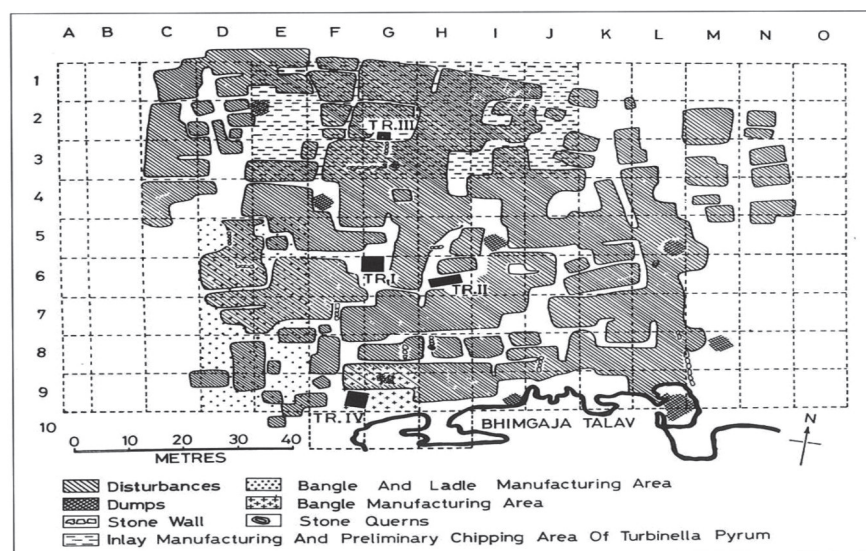 A B C D E F G H I J K L M N O
1
2
TR.III
3
4
5
6
TR.I
TR.II
7
8
9
TR.IV
BHIMGAJA TALAV
N
10
0 20 40
METRES
Disturbances
Bangle And Ladle Manufacturing Area
Dumps
Bangle Manufacturing Area
Stone Wall
Stone Querns
Inlay Manufacturing And Preliminary Chipping Area Of Turbinella Pyrum